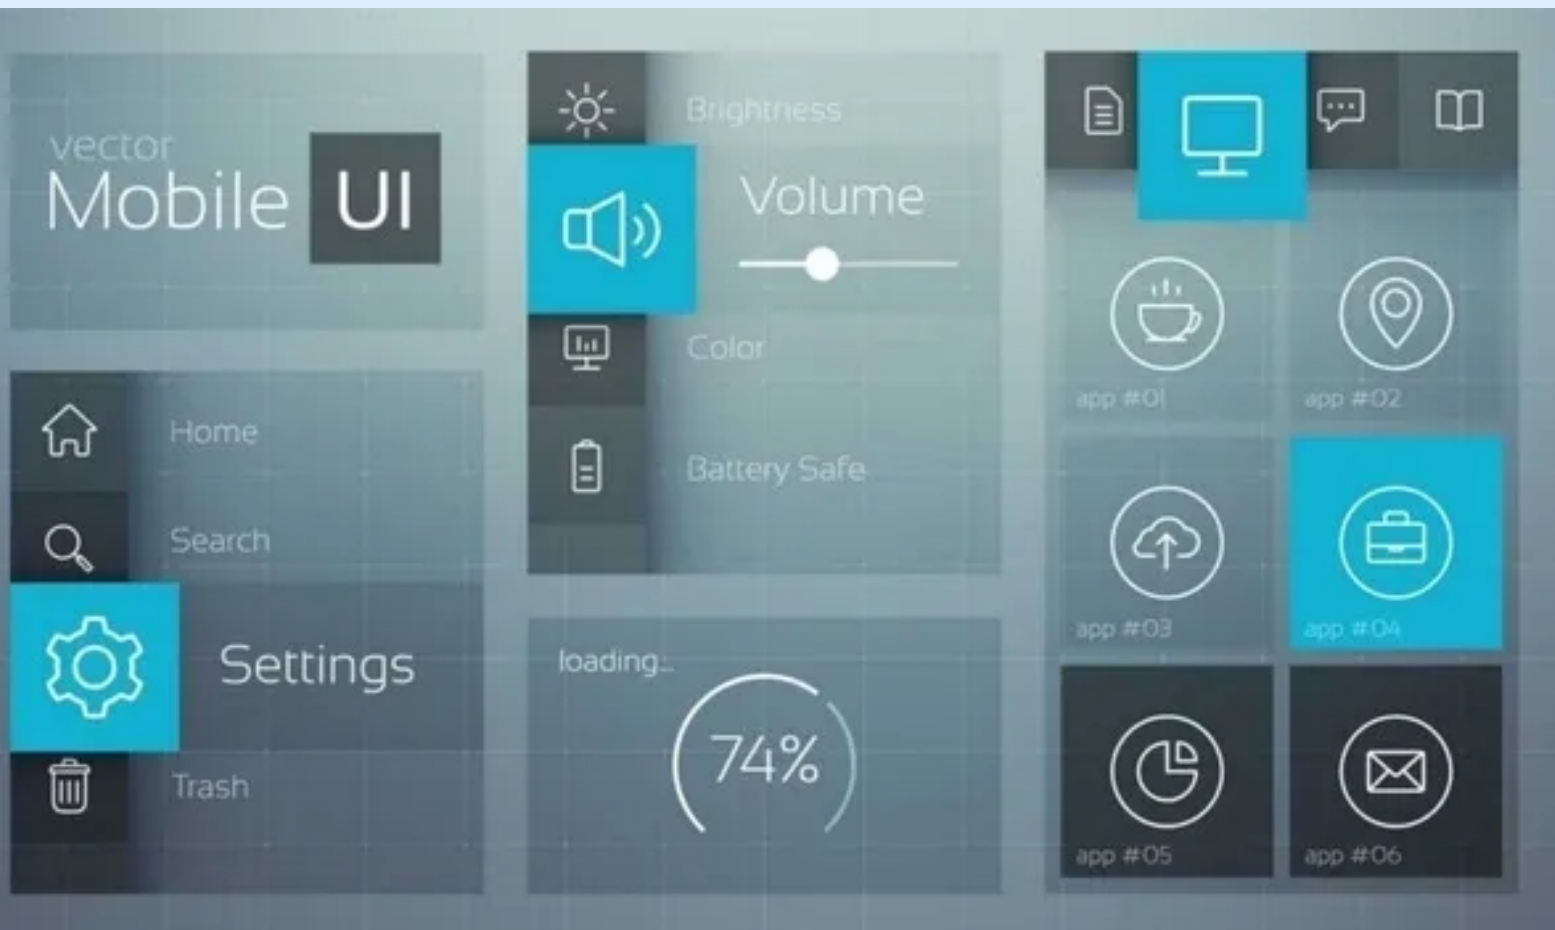 vector
Mobile UI
Home
Search
Settings
Trash
Brightness
Volume
Color
Battery Safe
loading...
74%
app #01
app #02
app #03
app #04
app #05
app #06